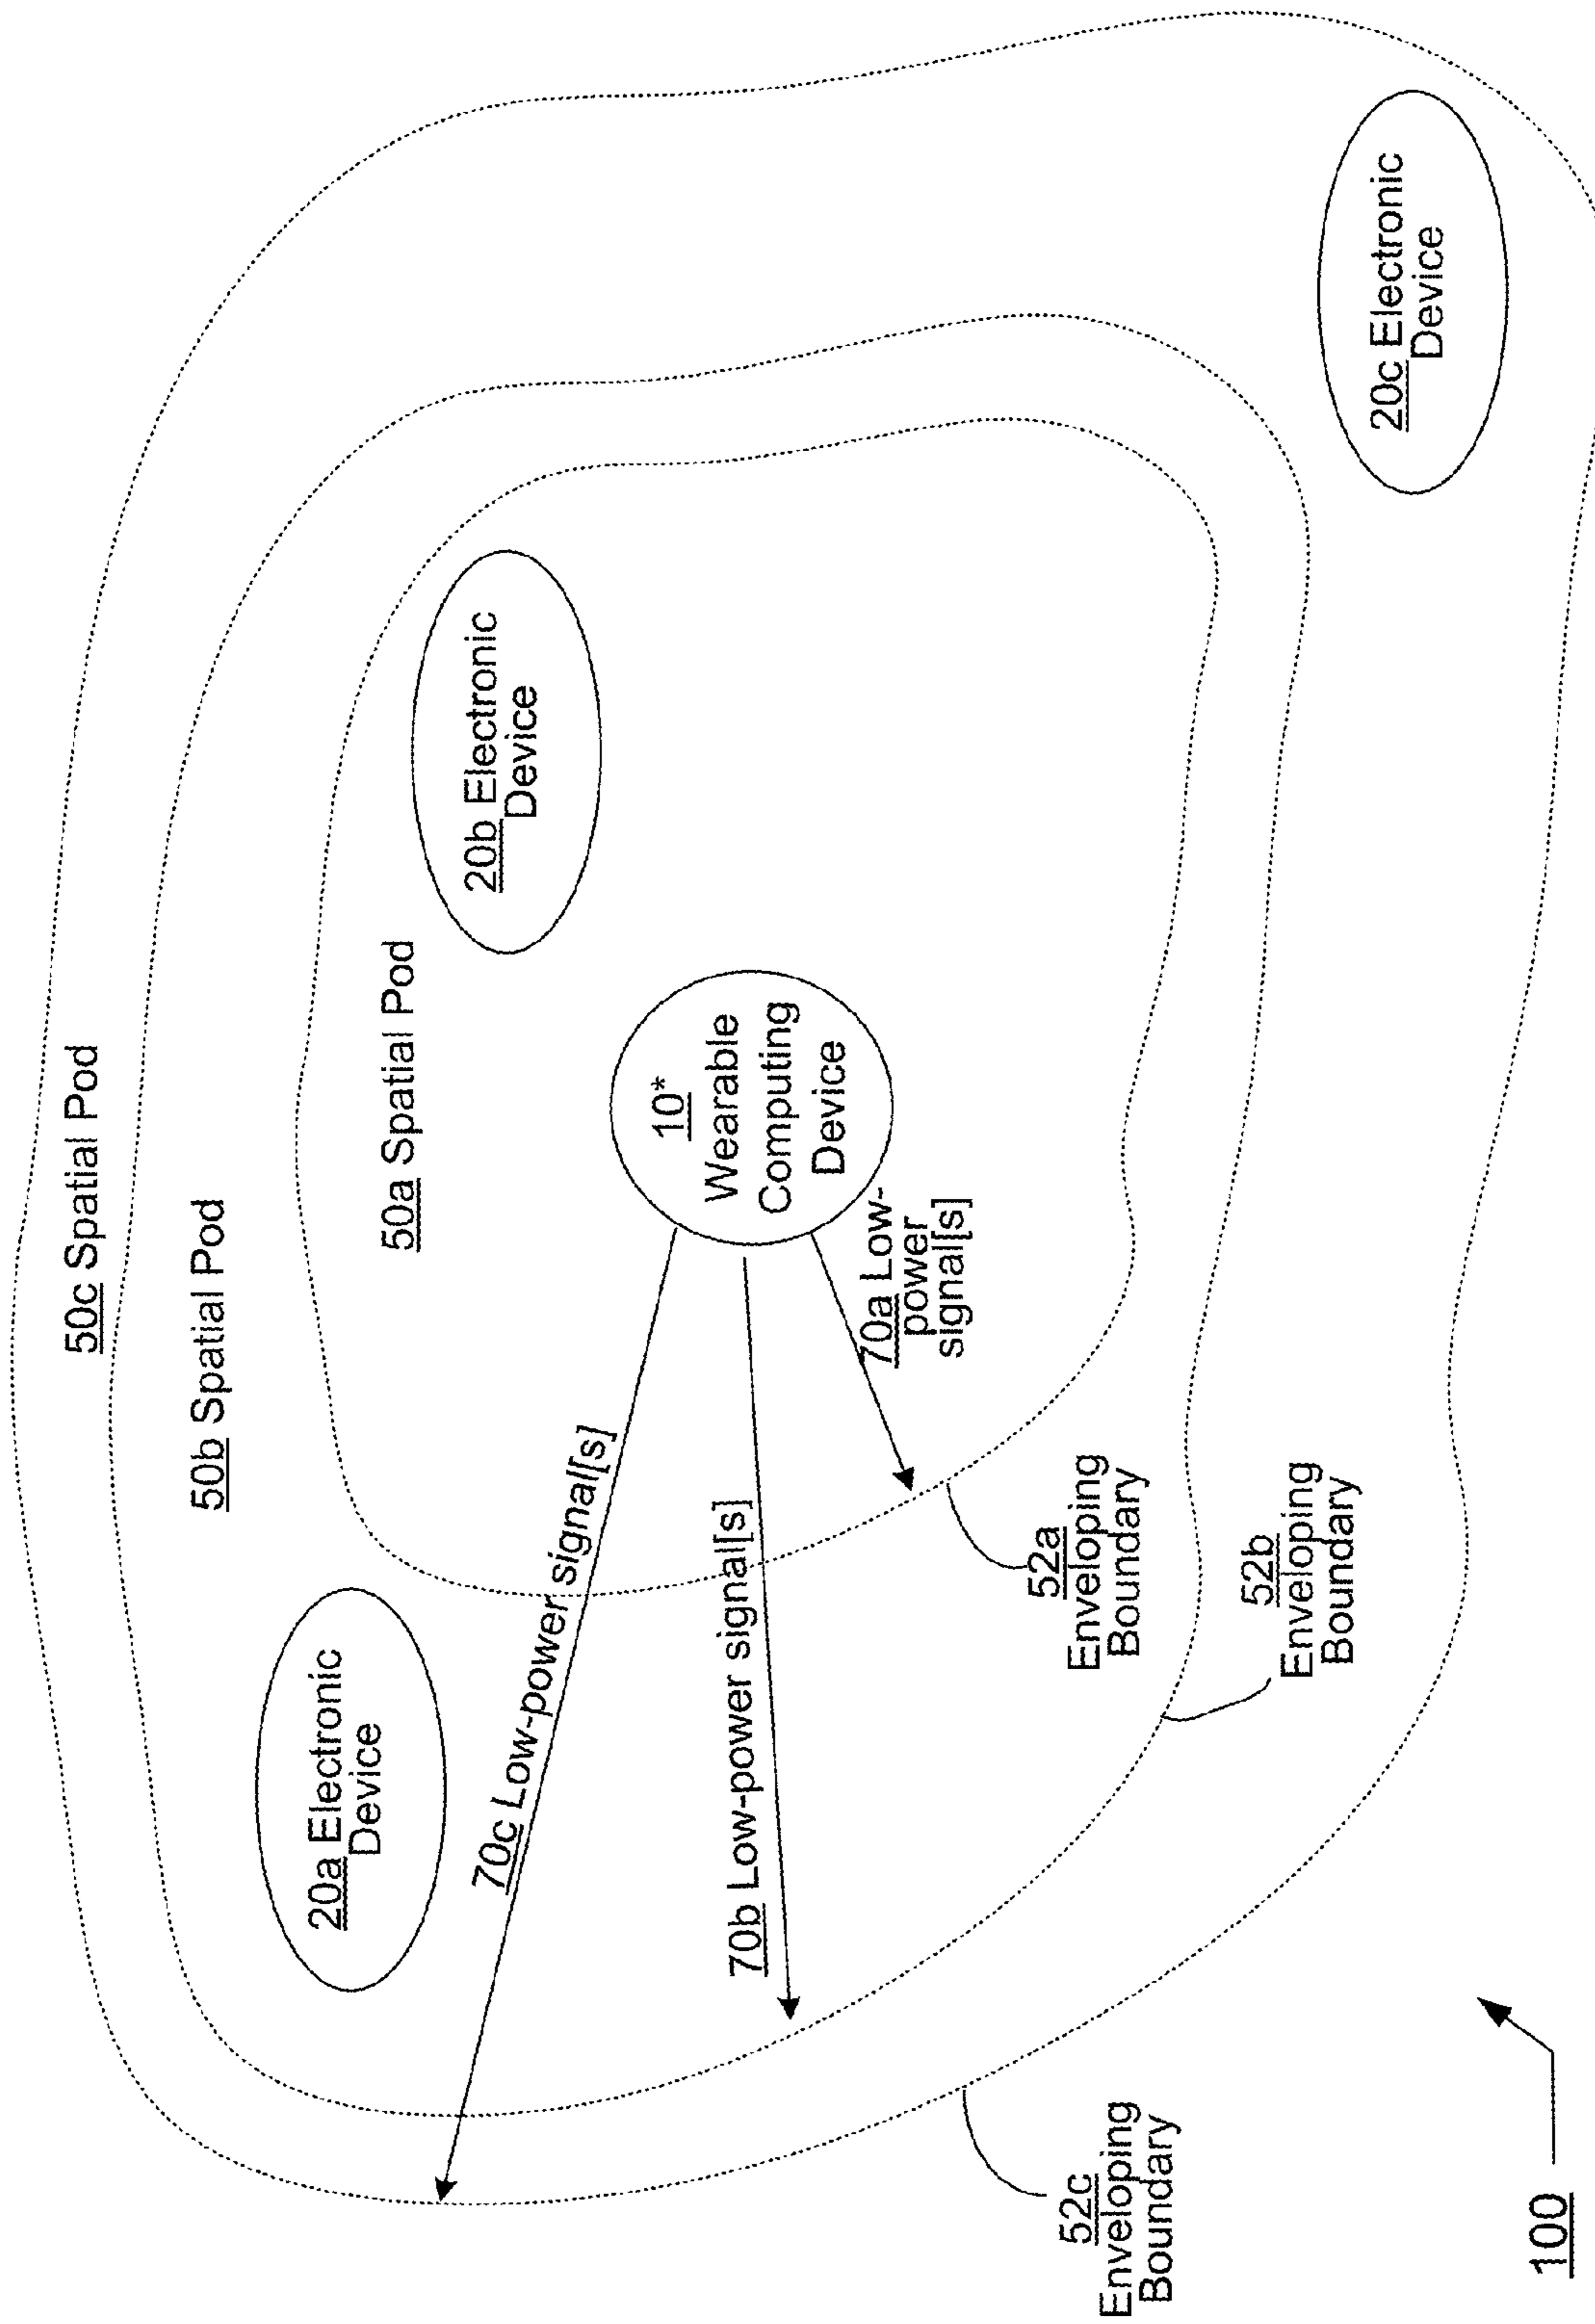 50c Spatial Pod
50b Spatial Pod
20a Electronic
Device
50a Spatial Pod
20b Electronic
Device
70c Low-power signal[s]
10*
Wearable
Computing
Device
70b Low-power signal[s]
70a Low-
power
signal[s]
52a
Enveloping
Boundary
52c
Enveloping
Boundary
52b
Enveloping
Boundary
20c Electronic
Device
100